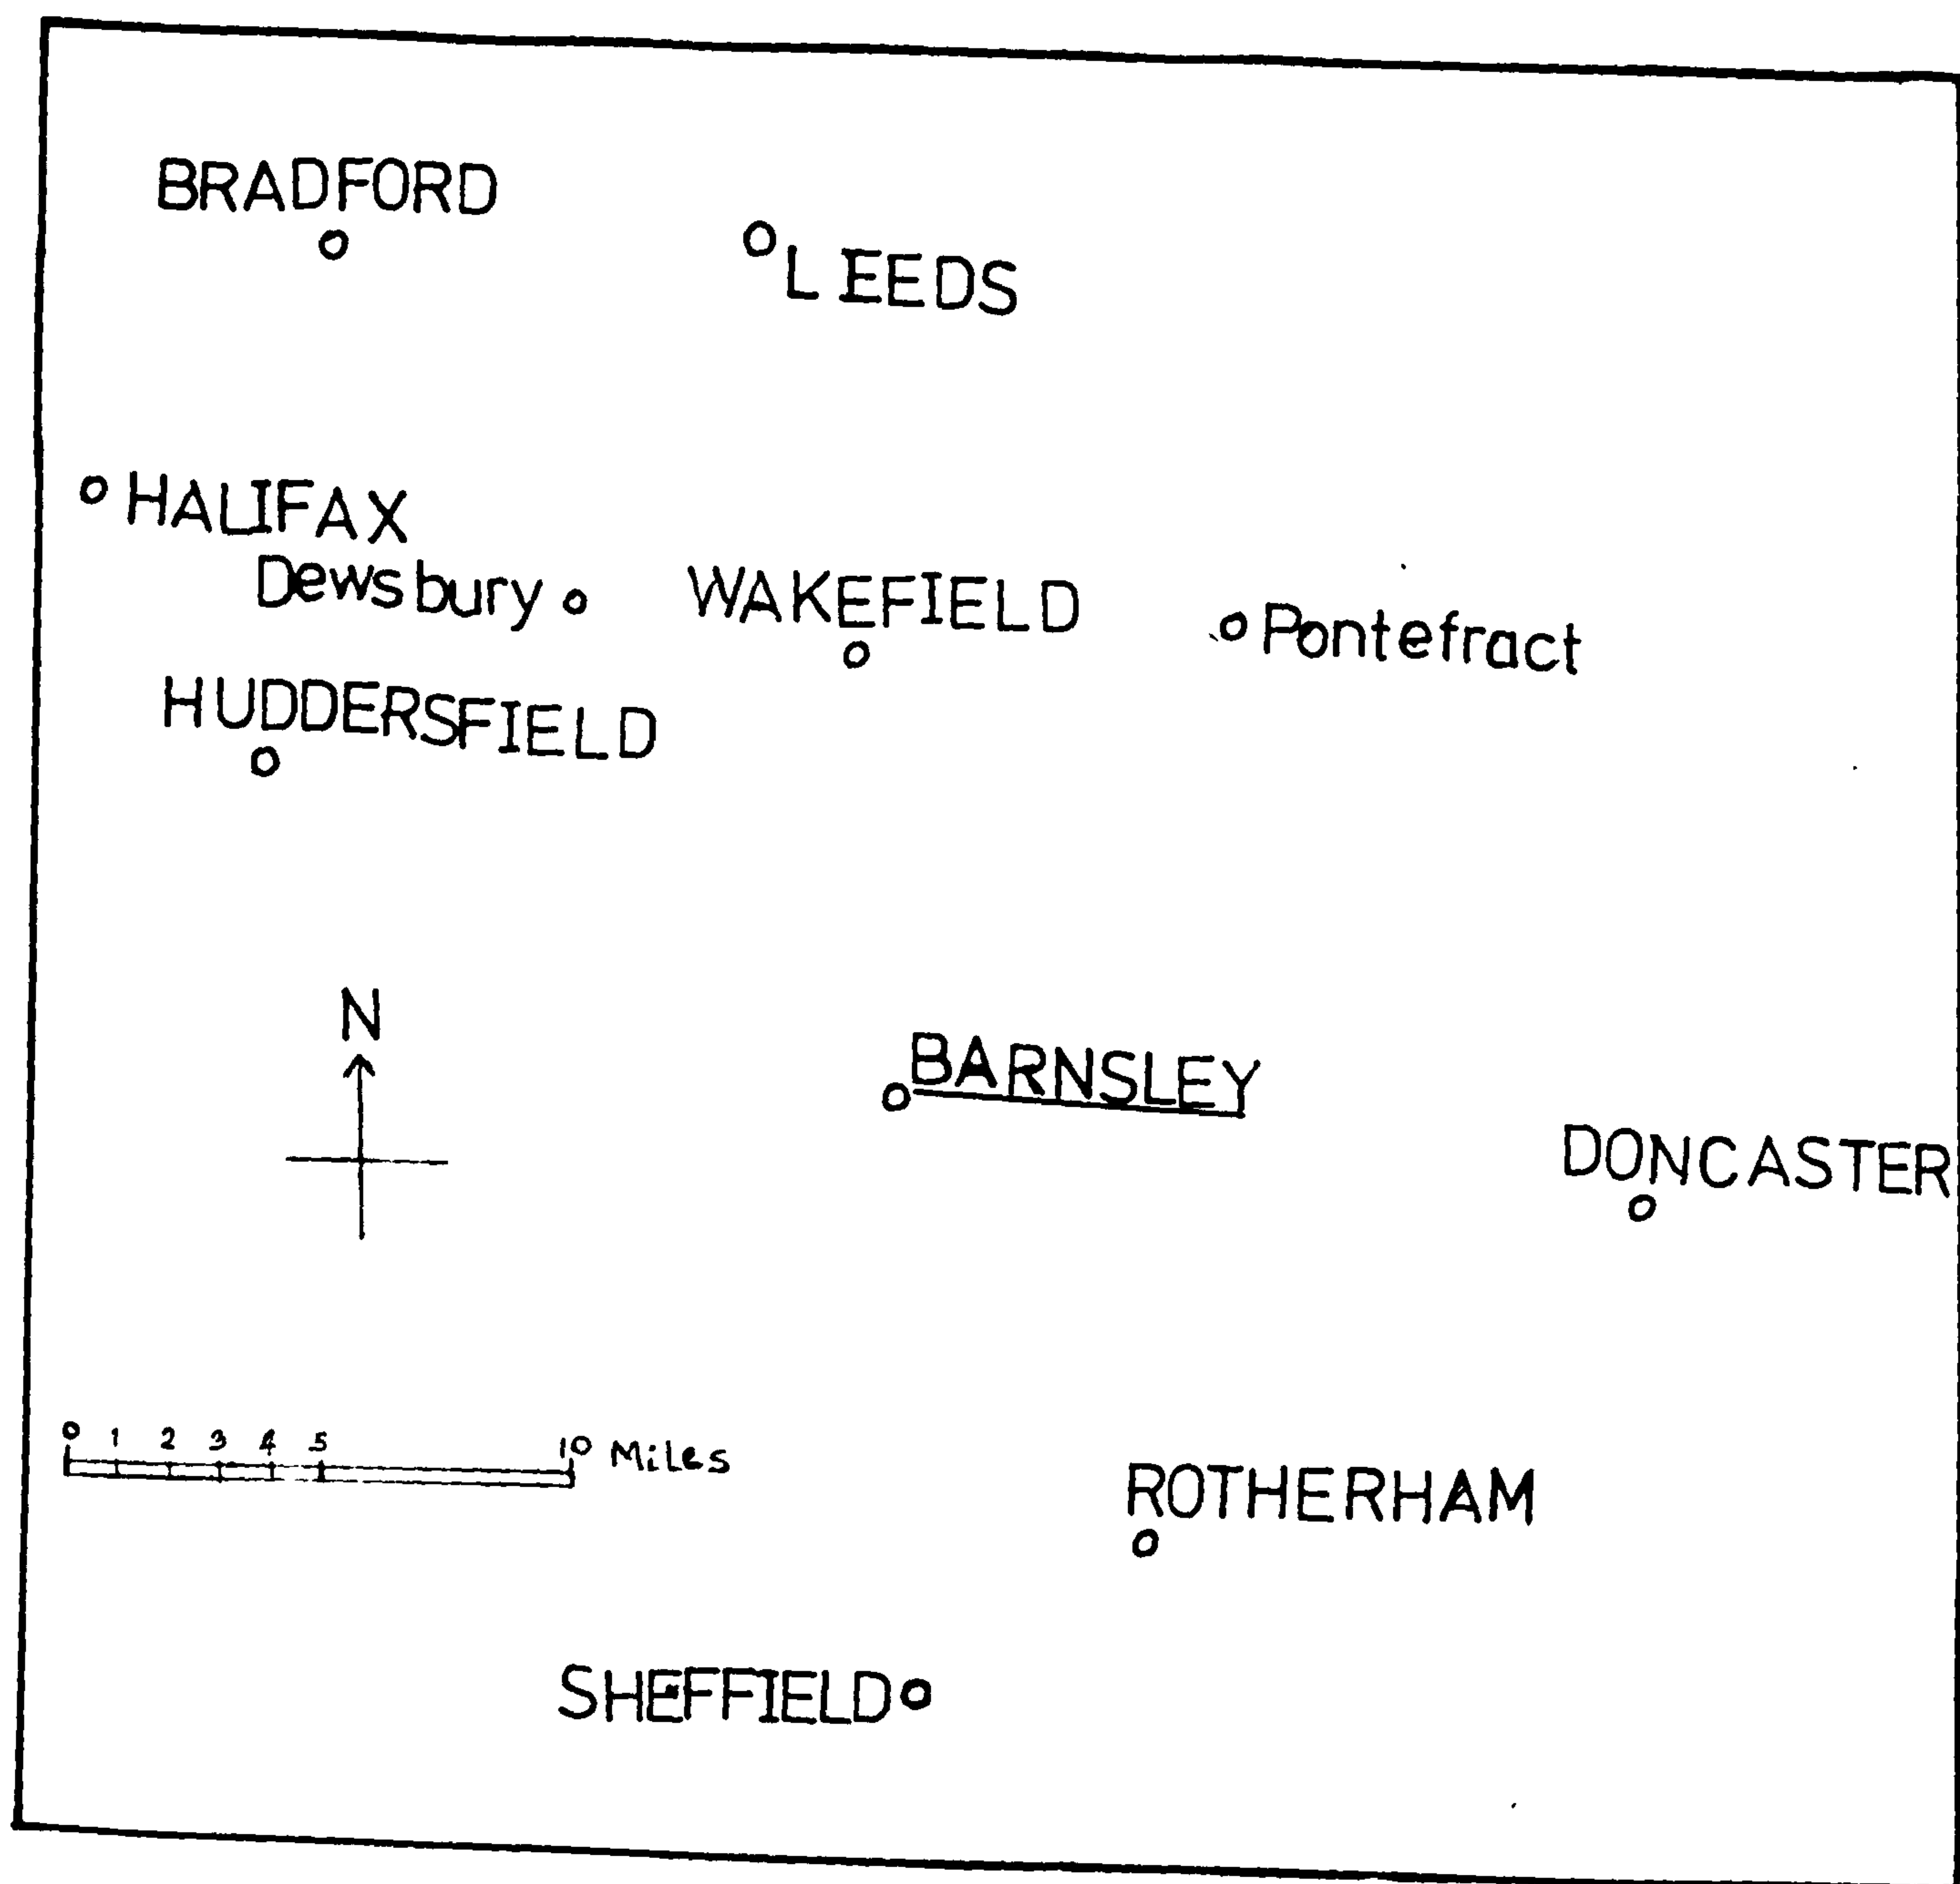 BRADFORD
LEEDS
HALIFAX
Dewsbury
WAKEFIELD
Pontefract
HUDDERSFIELD
N
BARNSLEY
DONCASTER
0 1 2 3 4 5 10 Miles
ROTHERHAM
SHEFFIELD